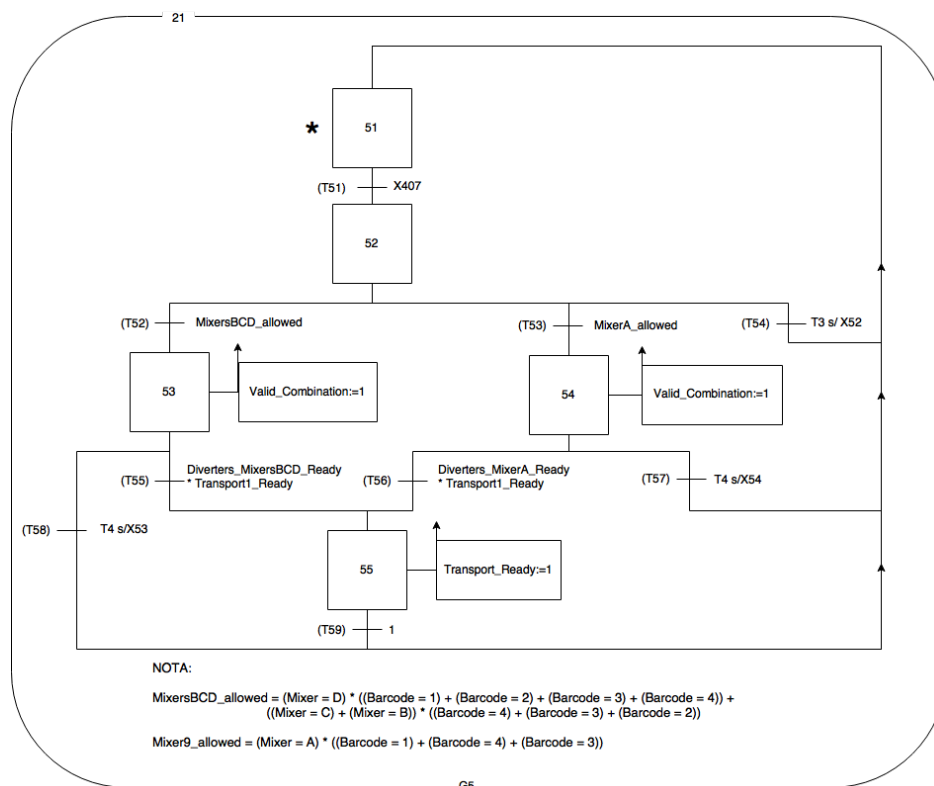 21
*
51
(T51)
X407
52
(T52)
MixersBCD_allowed
(T53)
MixerA_allowed
(T54)
T3 s/ X52
53
Valid_Combination:=1
54
Valid_Combination:=1
(T55)
Diverters_MixersBCD_Ready
* Transport1_Ready
(T56)
Diverters_MixerA_Ready
* Transport1_Ready
(T57)
T4 s/X54
(T58)
T4 s/X53
55
Transport_Ready:=1
(T59)
1
NOTA:
MixersBCD_allowed = (Mixer = D) * ((Barcode = 1) + (Barcode = 2) + (Barcode = 3) + (Barcode = 4)) +
((Mixer = C) + (Mixer = B)) * ((Barcode = 4) + (Barcode = 3) + (Barcode = 2))
Mixer9_allowed = (Mixer = A) * ((Barcode = 1) + (Barcode = 4) + (Barcode = 3))
G5